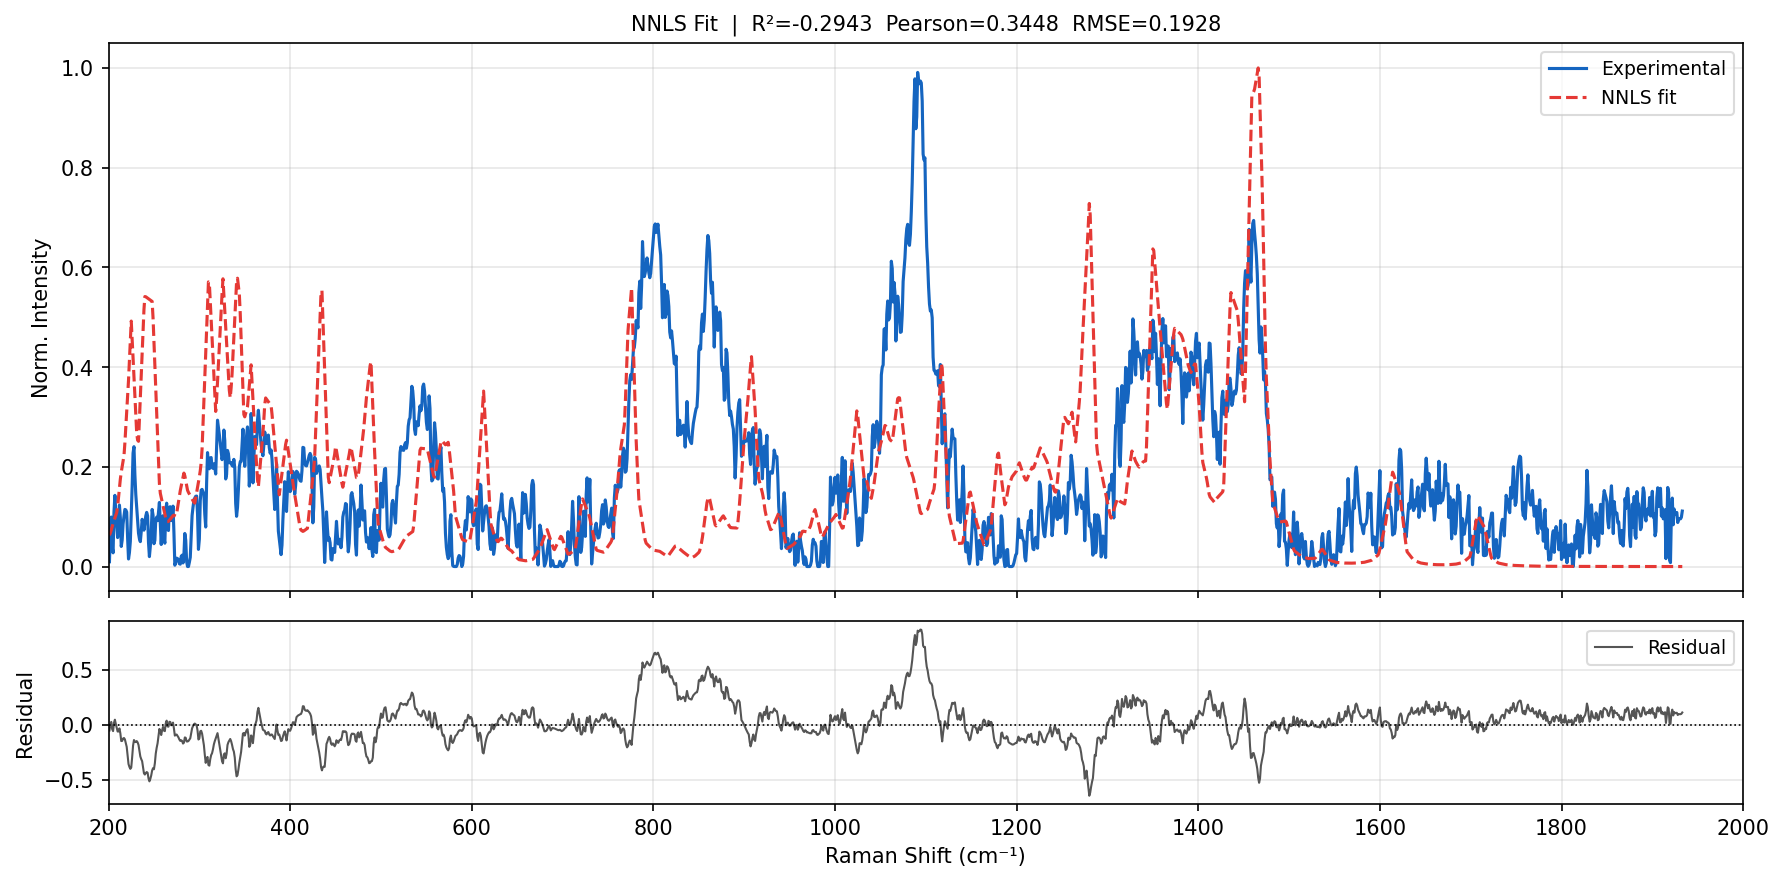 NNLS Fit | R²=-0.2943 Pearson=0.3448 RMSE=0.1928
Norm. Intensity
1.0
0.8
0.6
0.4
0.2
0.0
Experimental
NNLS fit
Residual
0.5
0.0
−0.5
Residual
200 400 600 800 1000 1200 1400 1600 1800 2000
Raman Shift (cm⁻¹)